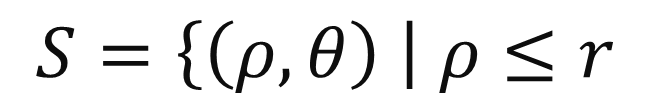 S = {(ρ, θ) | ρ ≤ r